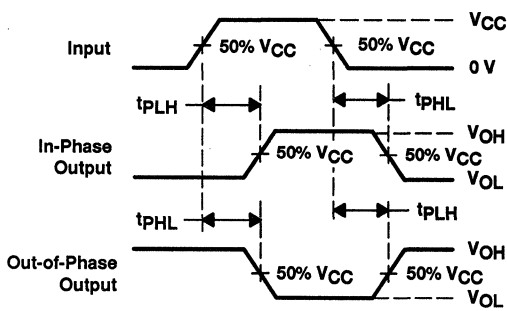 VCC
Input
50% VCC
50% VCC
0 V
tPLH
tPHL
VOH
In-Phase
Output
50% VCC
50% VCC
VOL
tPHL
tPLH
VOH
Out-of-Phase
Output
50% VCC
50% VCC
VOL